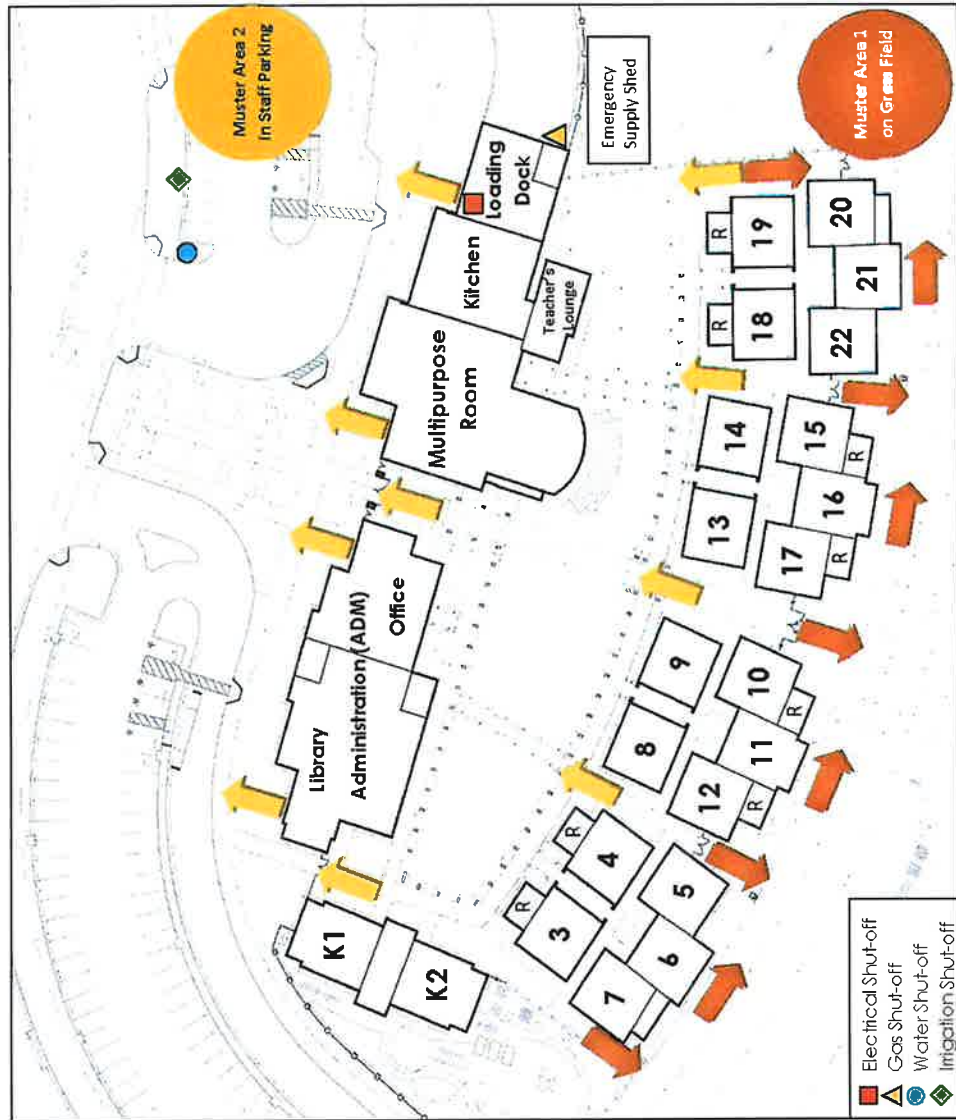 Muster Area 2
In Staff Parking
Emergency
Supply Shed
Muster Area 1
on Grass Field
Loading
Dock
Kitchen
Teacher's
Lounge
Multipurpose
Room
Office
Administration (ADM)
Library
K1
K2
R
3
R
4
7
6
5
8
9
12
11
10
R
R
13
14
17
16
15
R
R
R
18
R
19
22
21
20
Electrical Shut-off
Gas Shut-off
Water Shut-off
Irrigation Shut-off